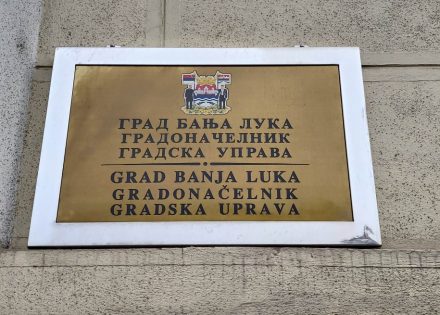 ГРАД БАЊА ЛУКА
ГРАДОНАЧЕЛНИК
ГРАДСКА УПРАВА
GRAD BANJA LUKA
GRADONAČELNIK
GRADSKA UPRAVA